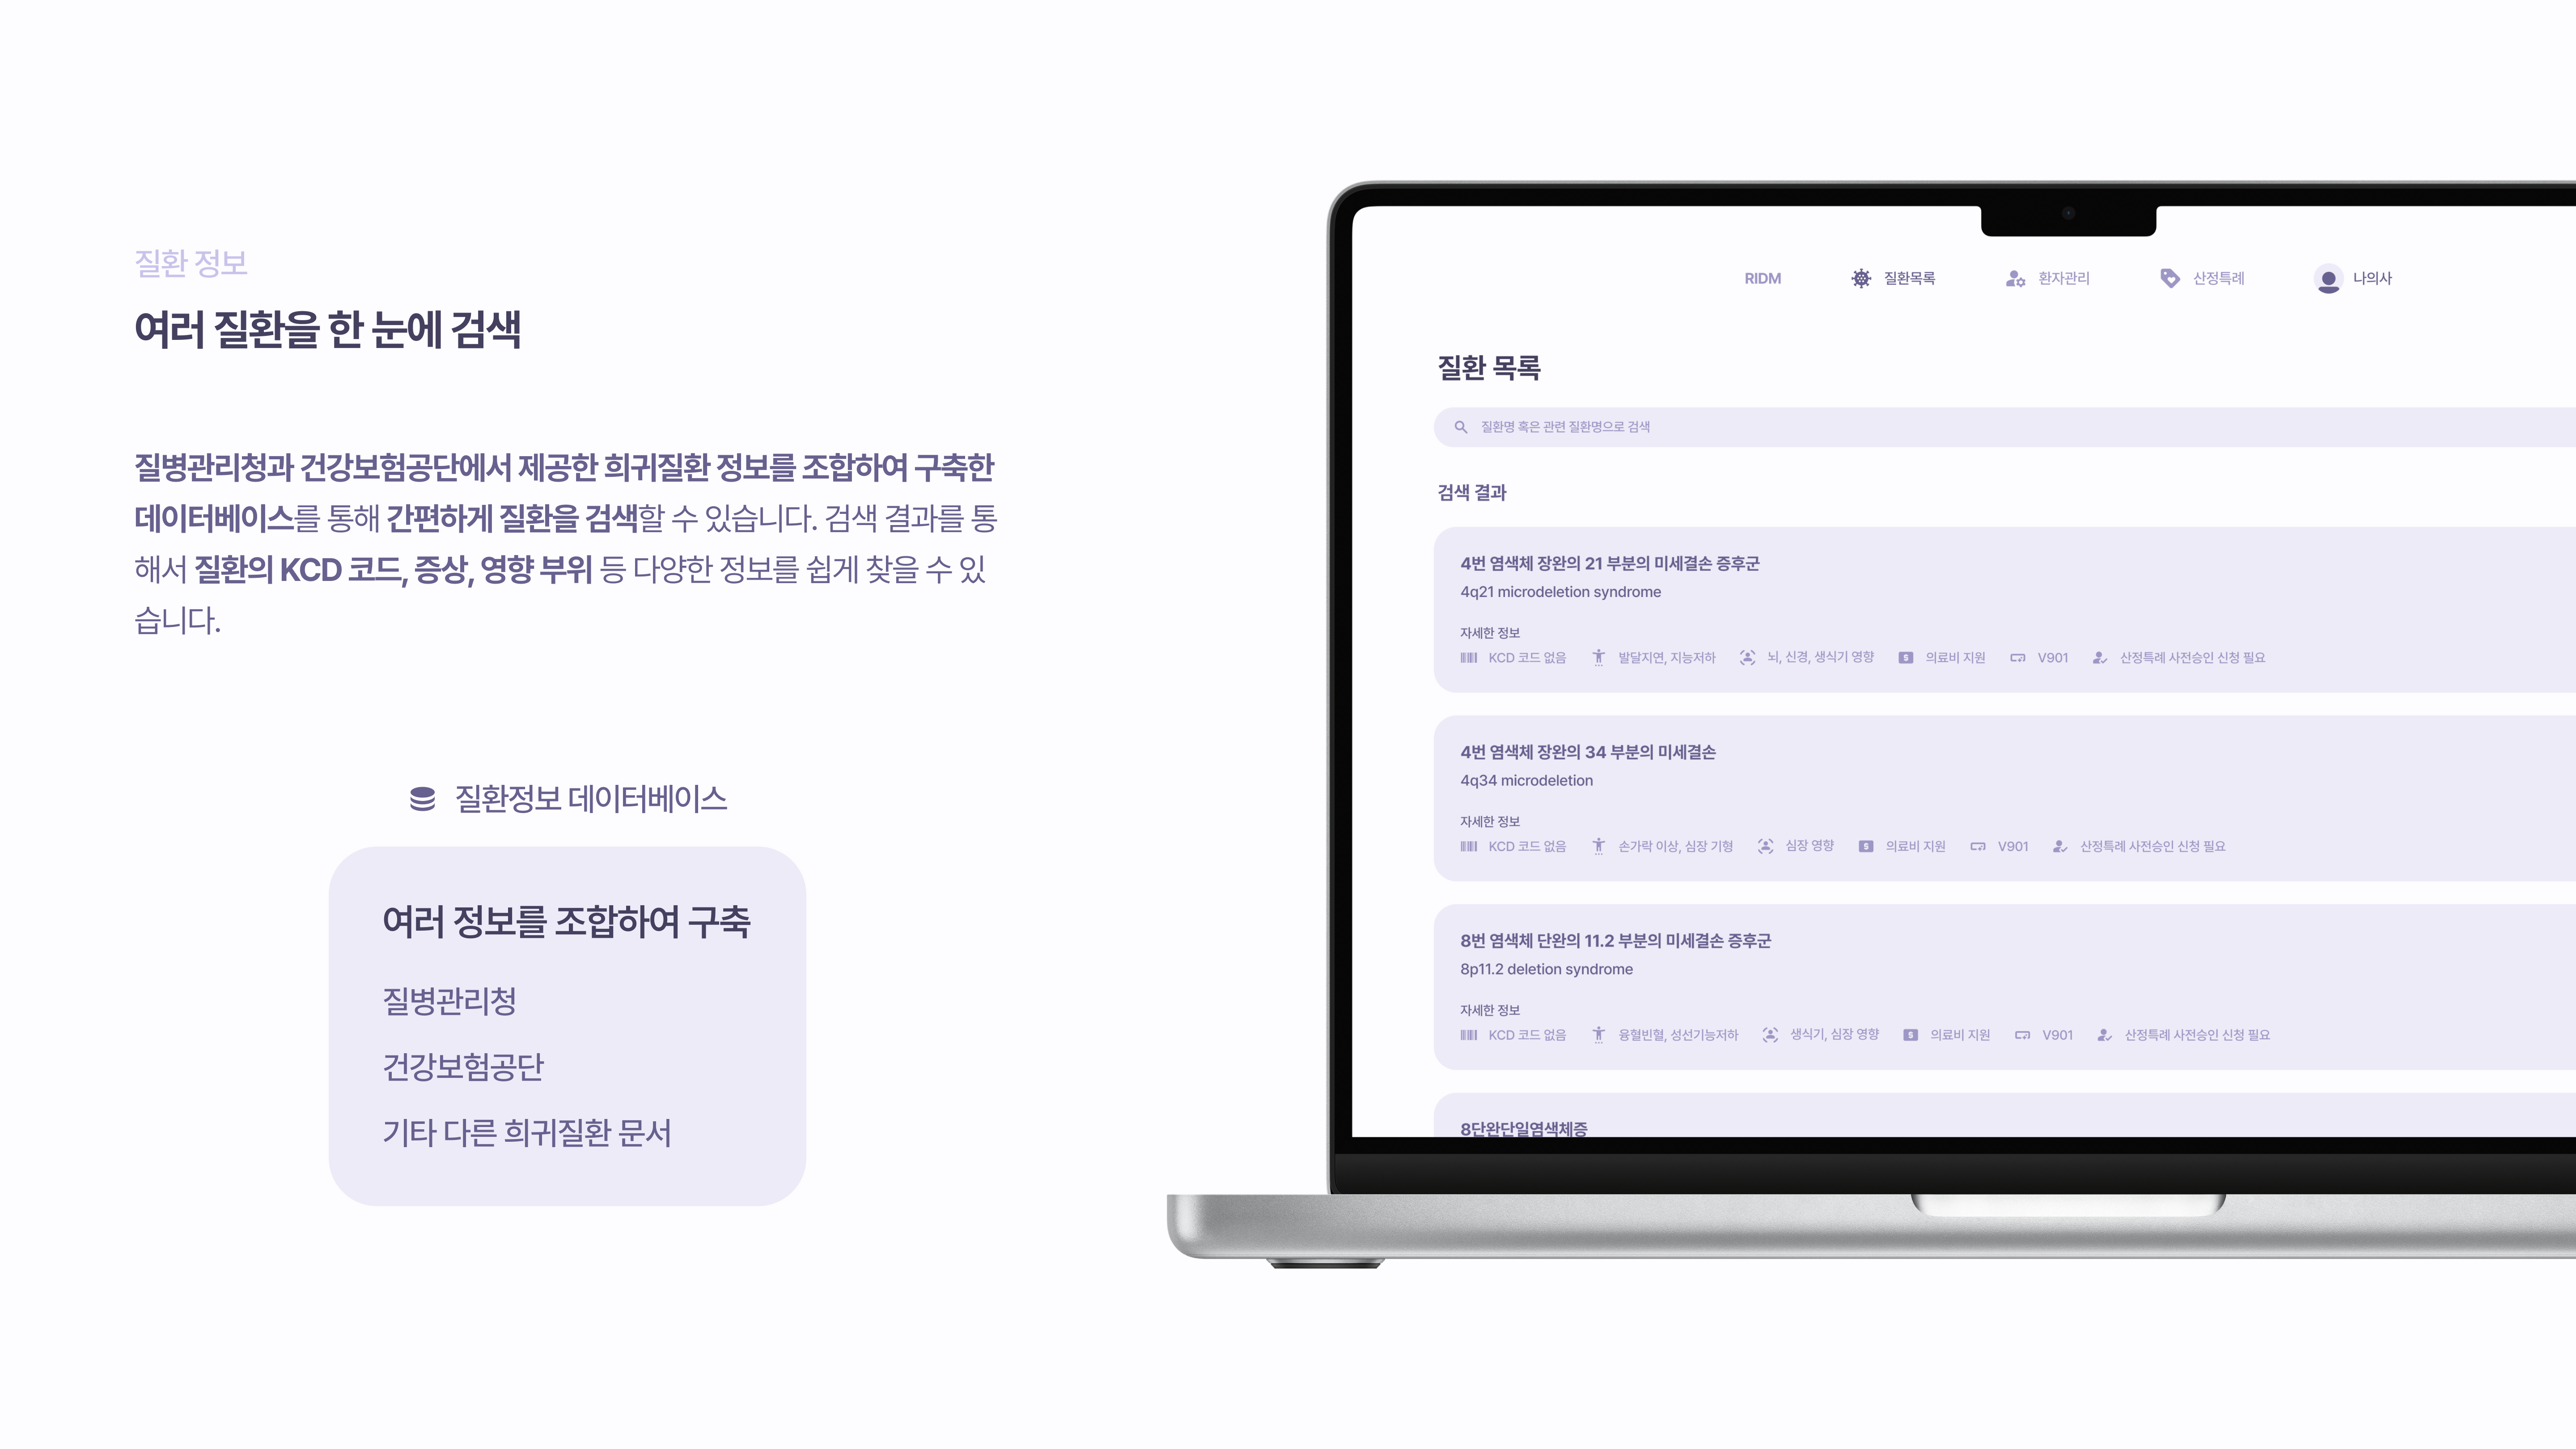 질환 정보
여러 질환을 한 눈에 검색
질병관리청과 건강보험공단에서 제공한 희귀질환 정보를 조합하여 구축한
데이터베이스를 통해 간편하게 질환을 검색할 수 있습니다. 검색 결과를 통
해서 질환의 KCD 코드, 증상, 영향 부위 등 다양한 정보를 쉽게 찾을 수 있
습니다.
질환정보 데이터베이스
여러 정보를 조합하여 구축
질병관리청
건강보험공단
기타 다른 희귀질환 문서
RIDM 질환목록 환자관리 산정특례 나의사
질환 목록
질환명 혹은 관련 질환명으로 검색
검색 결과
4번 염색체 장완의 21 부분의 미세결손 증후군
4q21 microdeletion syndrome
자세한 정보
KCD 코드 없음 발달지연, 지능저하 뇌, 신경, 생식기 영향 의료비 지원 V901 산정특례 사전승인 신청 필요
4번 염색체 장완의 34 부분의 미세결손
4q34 microdeletion
자세한 정보
KCD 코드 없음 손가락 이상, 심장 기형 심장 영향 의료비 지원 V901 산정특례 사전승인 신청 필요
8번 염색체 단완의 11.2 부분의 미세결손 증후군
8p11.2 deletion syndrome
자세한 정보
KCD 코드 없음 용혈빈혈, 성선기능저하 생식기, 심장 영향 의료비 지원 V901 산정특례 사전승인 신청 필요
8단완단일염색체증